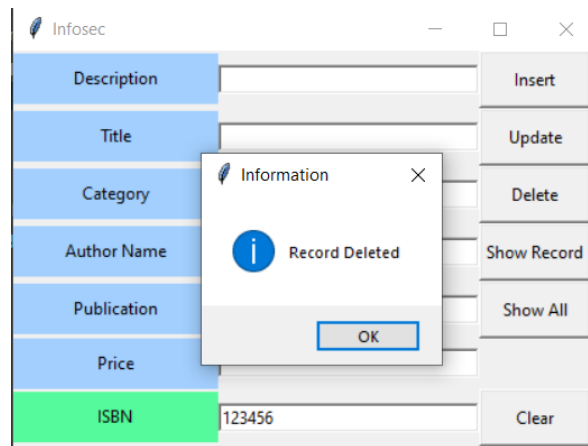 Infosec
Description
Insert
Title
Update
Information
Category
Delete
Record Deleted
Author Name
Show Record
Publication
Show All
OK
Price
ISBN
123456
Clear